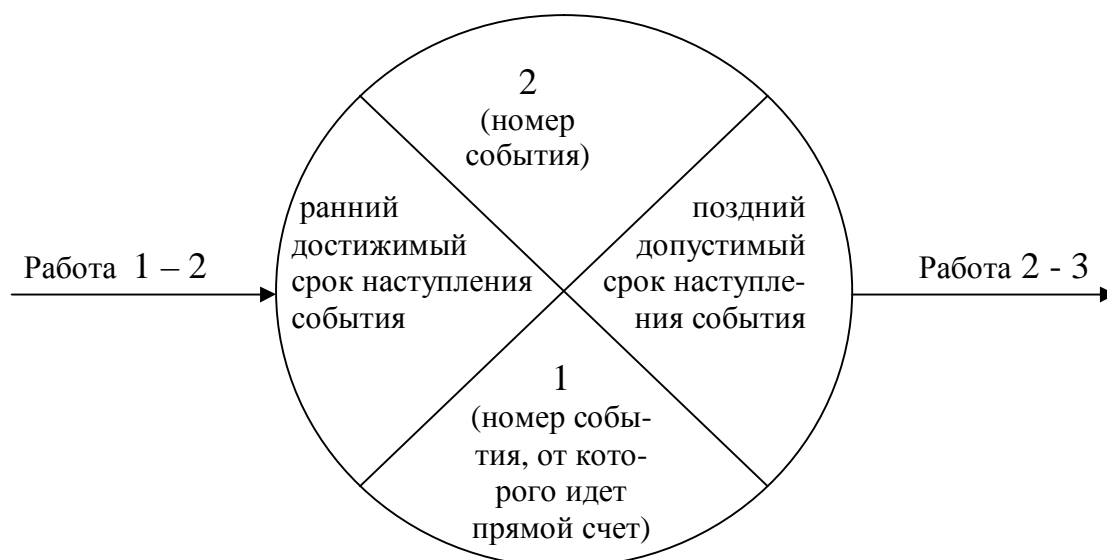 2
(номер
события)
ранний
достижимый
срок наступления
события
поздний
допустимый
срок наступле-
ния события
Работа 1 – 2
Работа 2 - 3
1
(номер собы-
тия, от кото-
рого идет
прямой счет)